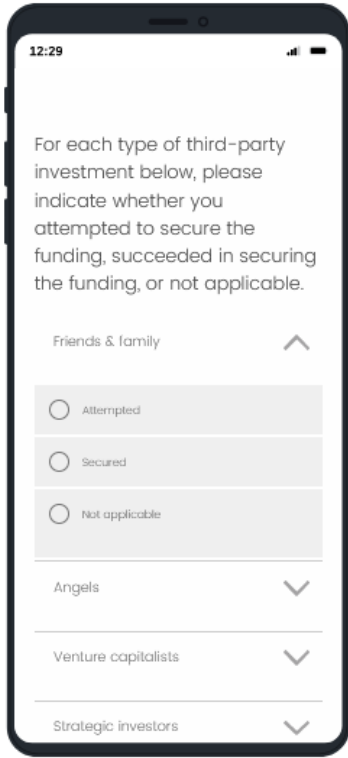 12:29
For each type of third-party
investment below, please
indicate whether you
attempted to secure the
funding, succeeded in securing
the funding, or not applicable.
Friends & family
Attempted
Secured
Not applicable
Angels
Venture capitalists
Strategic investors